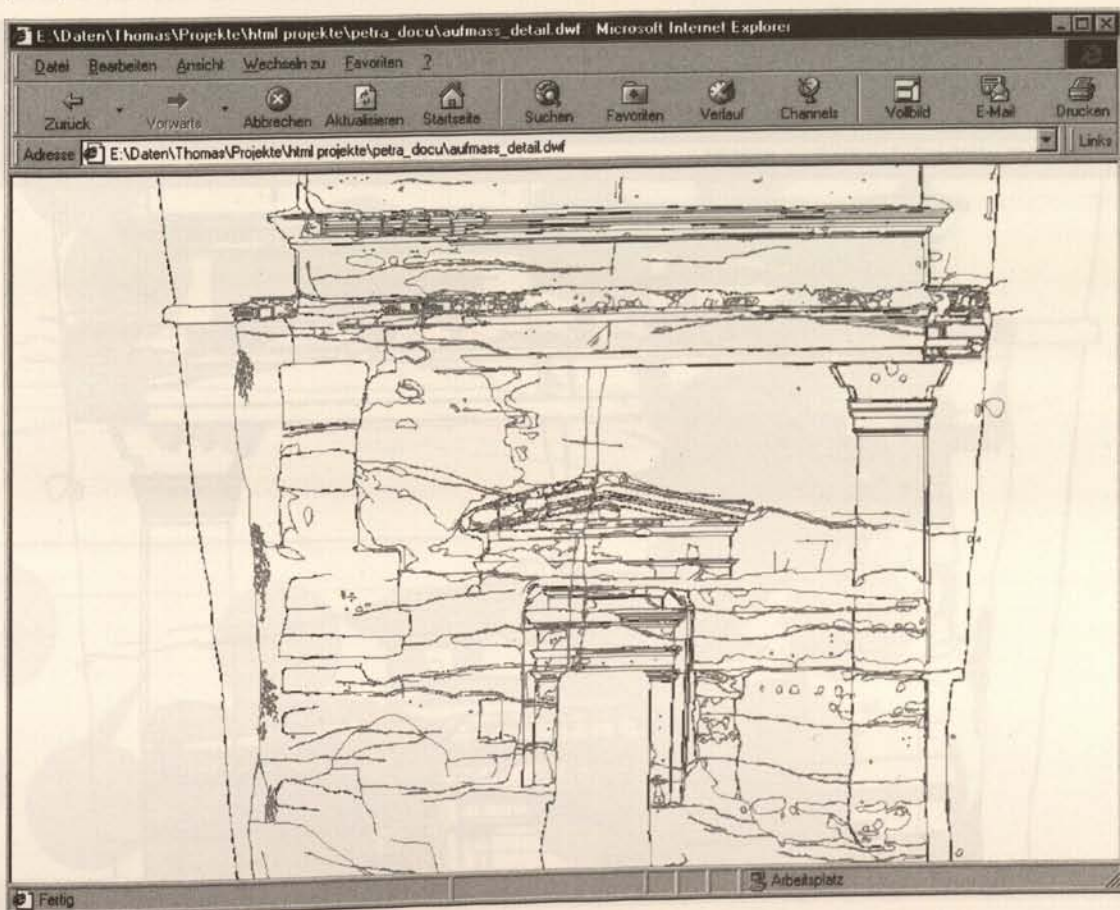 E:\Daten\Thomas\Projekte\html projekte\petra_docu\aufmass_detail.dwf Microsoft Internet Explorer
Datei Bearbeiten Ansicht Wechseln zu Favoriten ?
Zurück Vorwärts Abbrechen Aktualisieren Startseite Suchen Favoriten Verlauf Channels Vollbild E-Mail Drucken
Adresse E:\Daten\Thomas\Projekte\html projekte\petra_docu\aufmass_detail.dwf Links
Fertig Arbeitsplatz